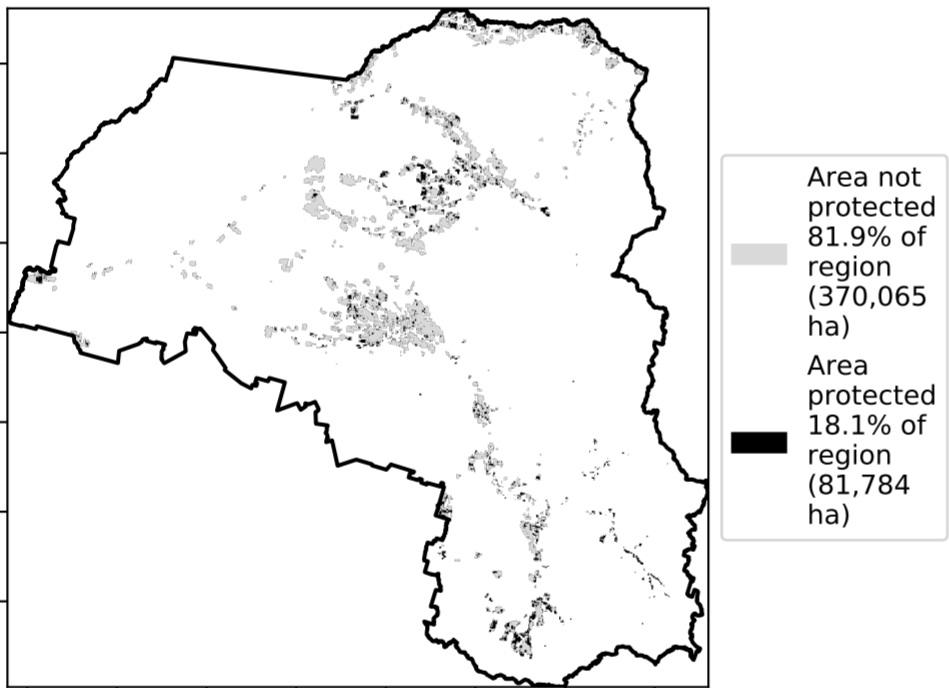 Area not
protected
81.9% of
region
(370,065
ha)
Area
protected
18.1% of
region
(81,784
ha)